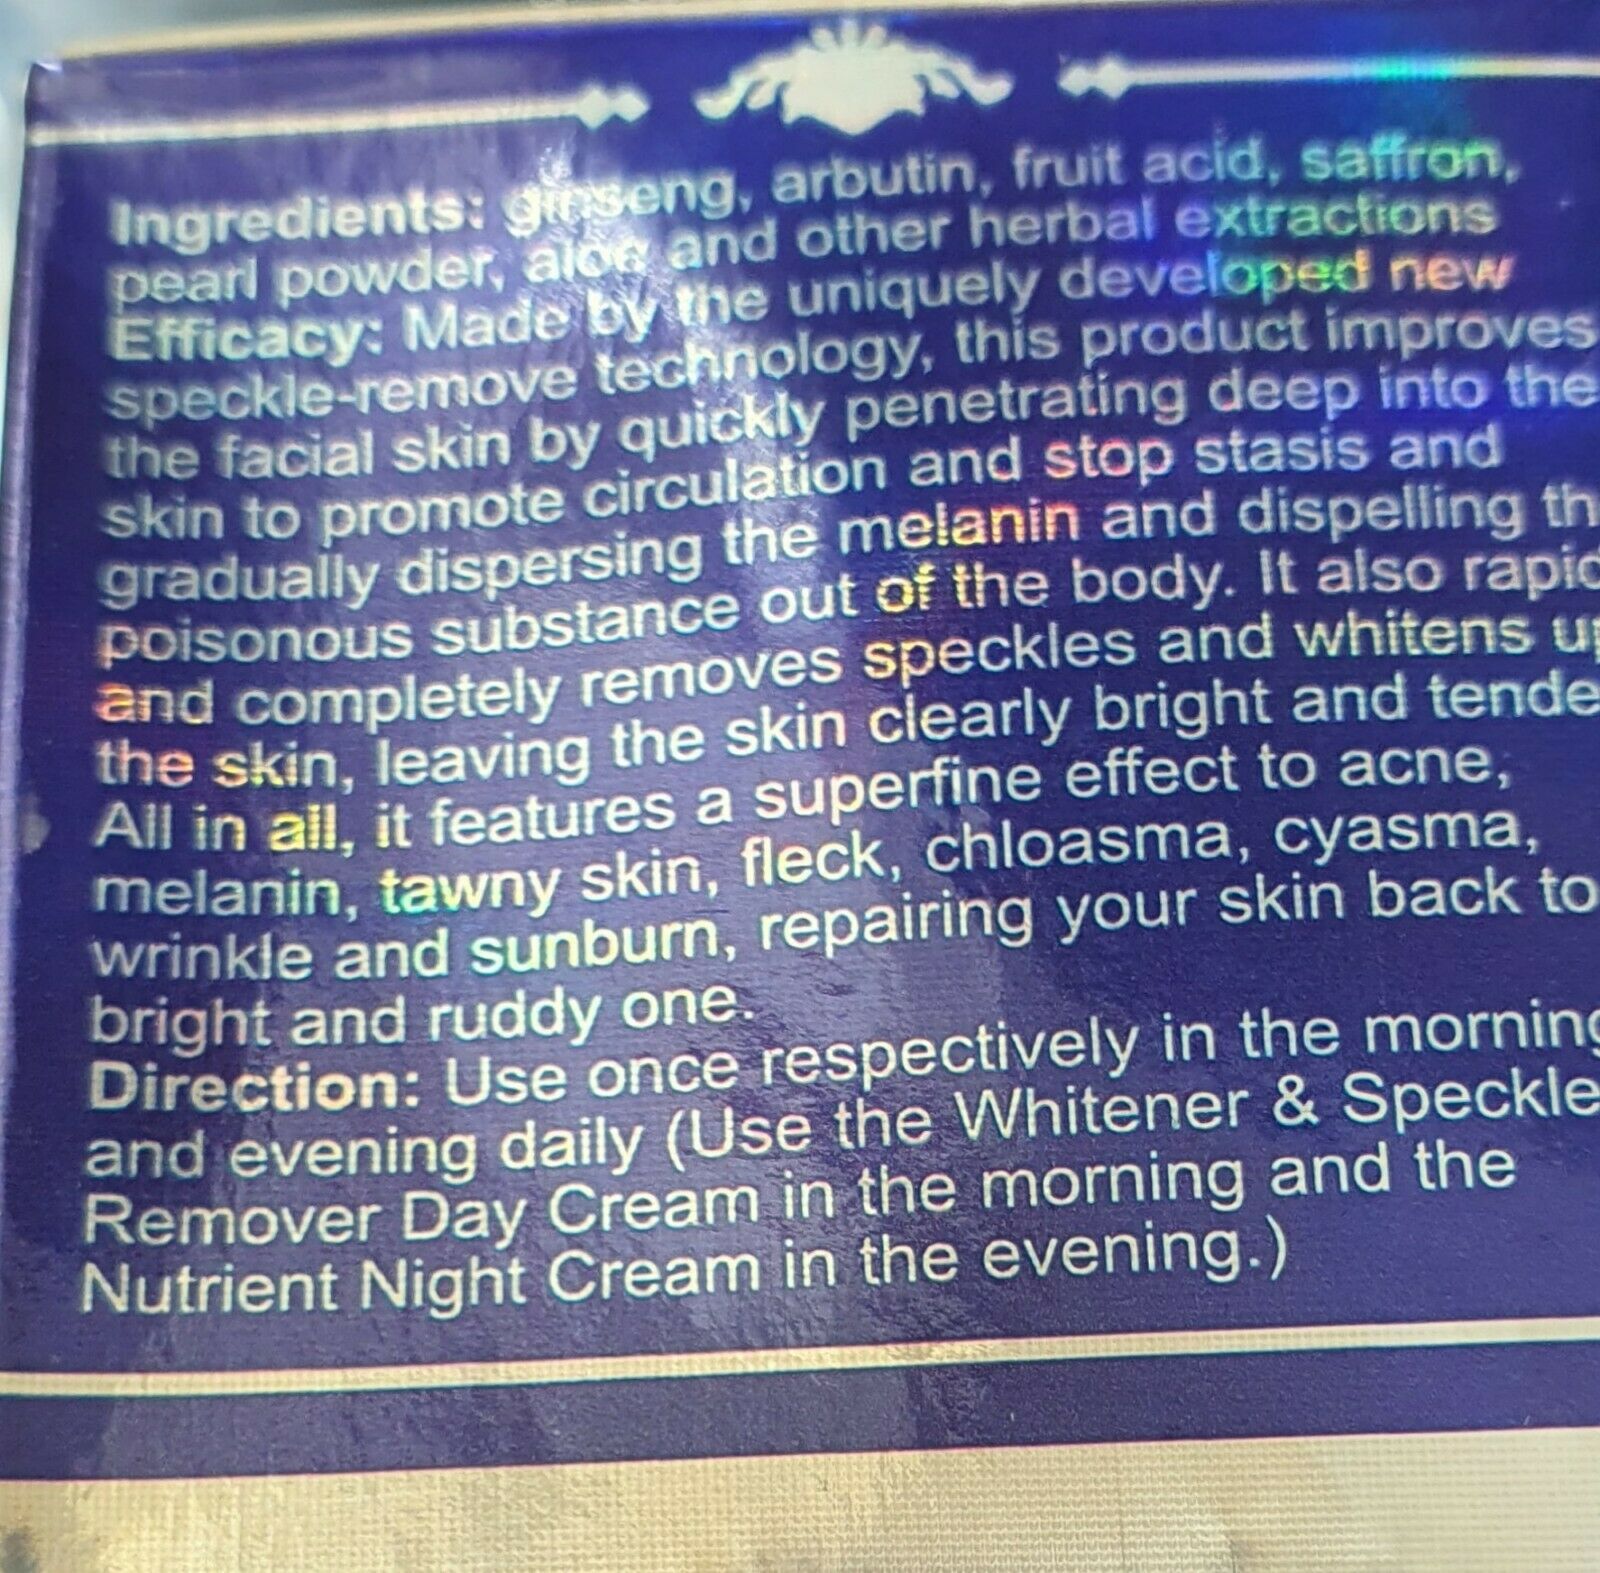 Ingredients: ginseng, arbutin, fruit acid, saffron,
pearl powder, aloe and other herbal extractions
Efficacy: Made by the uniquely developed new
speckle-remove technology, this product improves
the facial skin by quickly penetrating deep into the
skin to promote circulation and stop stasis and
gradually dispersing the melanin and dispelling th
poisonous substance out of the body. It also rapid
and completely removes speckles and whitens up
the skin, leaving the skin clearly bright and tende
All in all, it features a superfine effect to acne,
melanin, tawny skin, fleck, chloasma, cyasma,
wrinkle and sunburn, repairing your skin back to
bright and ruddy one.
Direction: Use once respectively in the morning
and evening daily (Use the Whitener & Speckle
Remover Day Cream in the morning and the
Nutrient Night Cream in the evening.)